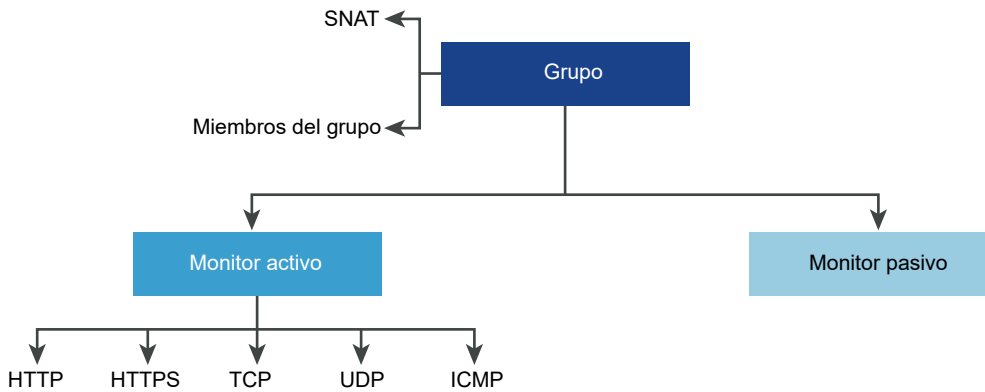 SNAT
Grupo
Miembros del grupo
Monitor activo
Monitor pasivo
HTTP
HTTPS
TCP
UDP
ICMP